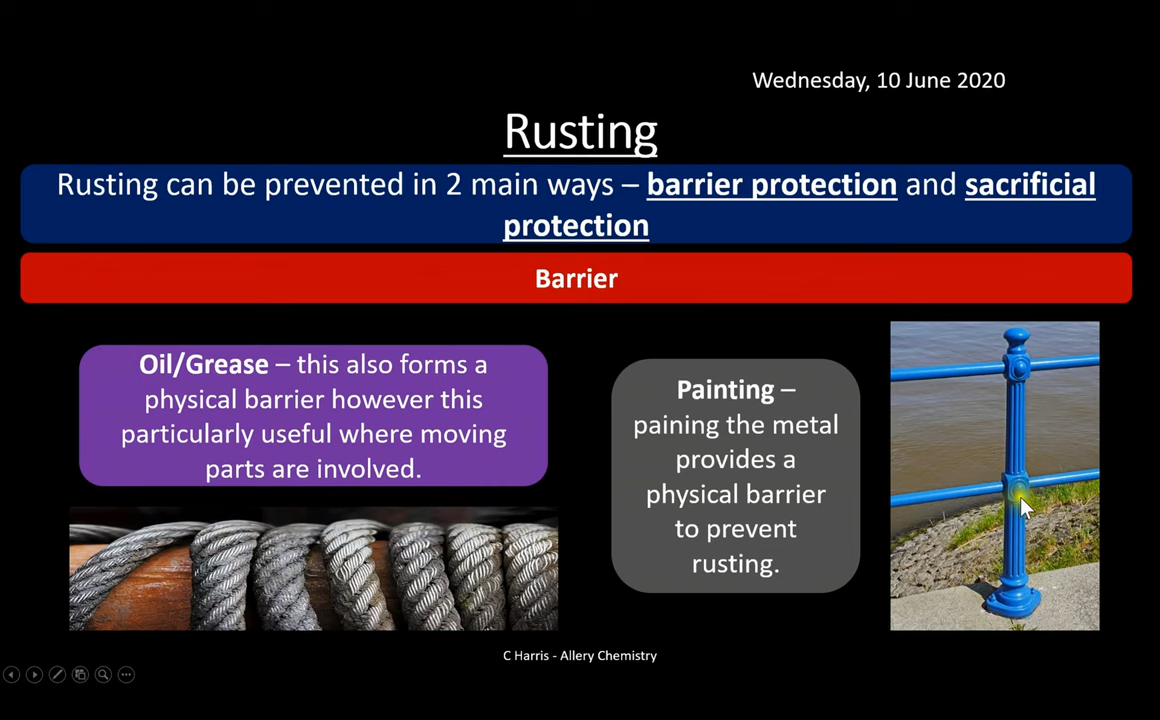 Wednesday, 10 June 2020
Rusting
Rusting can be prevented in 2 main ways – barrier protection and sacrificial
protection
Barrier
Oil/Grease – this also forms a
physical barrier however this
particularly useful where moving
parts are involved.
Painting –
paining the metal
provides a
physical barrier
to prevent
rusting.
C Harris - Allery Chemistry